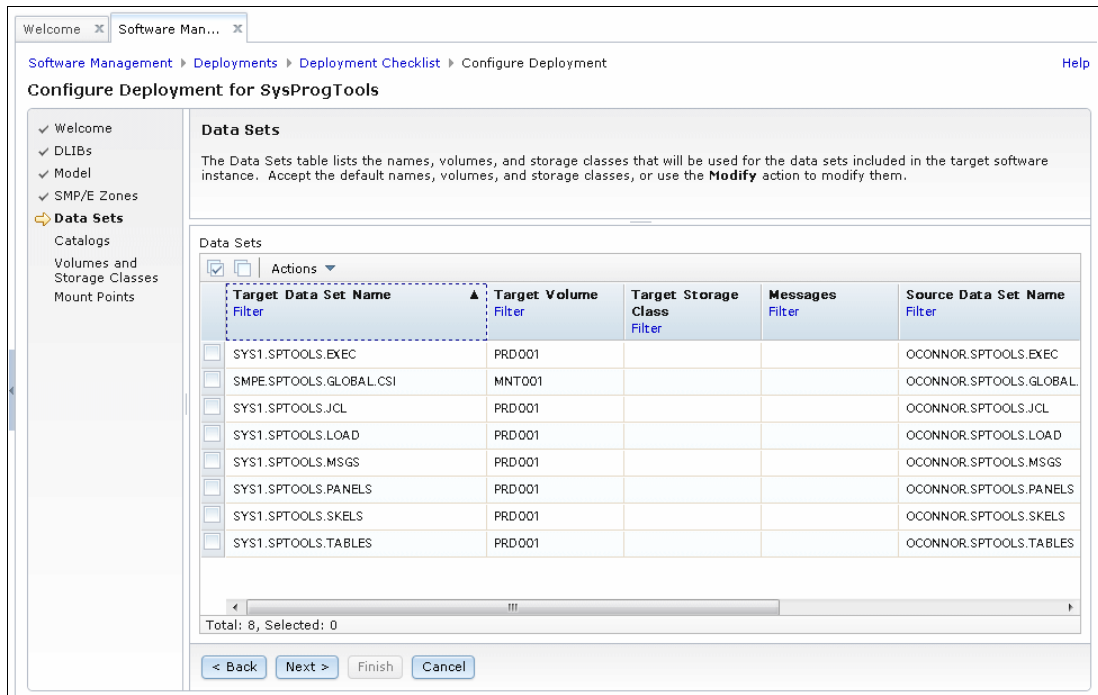 Welcome
Software Man...
Software Management
Deployments
Deployment Checklist
Configure Deployment
Help
Configure Deployment for SysProgTools
Welcome
DLIBs
Model
SMP/E Zones
Data Sets
Catalogs
Volumes and
Storage Classes
Mount Points
Data Sets
The Data Sets table lists the names, volumes, and storage classes that will be used for the data sets included in the target software
instance. Accept the default names, volumes, and storage classes, or use the Modify action to modify them.
Data Sets
Actions
Target Data Set Name Target Volume Target Storage Messages Source Data Set Name
Filter Filter Class Filter Filter
Filter
SYS1.SPTOOLS.EXEC PRD001 OCONNOR.SPTOOLS.EXEC
SMPE.SPTOOLS.GLOBAL.CSI MNT001 OCONNOR.SPTOOLS.GLOBAL.
SYS1.SPTOOLS.JCL PRD001 OCONNOR.SPTOOLS.JCL
SYS1.SPTOOLS.LOAD PRD001 OCONNOR.SPTOOLS.LOAD
SYS1.SPTOOLS.MSGS PRD001 OCONNOR.SPTOOLS.MSGS
SYS1.SPTOOLS.PANELS PRD001 OCONNOR.SPTOOLS.PANELS
SYS1.SPTOOLS.SKELS PRD001 OCONNOR.SPTOOLS.SKELS
SYS1.SPTOOLS.TABLES PRD001 OCONNOR.SPTOOLS.TABLES
Total: 8, Selected: 0
< Back Next > Finish Cancel